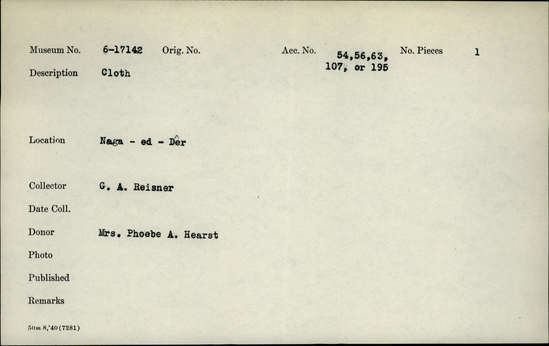 Museum No. 6-17142 Orig. No. Acc. No. 54,56,63, No. Pieces 1
107, or 195
Description Cloth
Location Naga - ed - Dêr
Collector G. A. Reisner
Date Coll.
Donor Mrs. Phoebe A. Hearst
Photo
Published
Remarks
50m 8,'40 (7281)